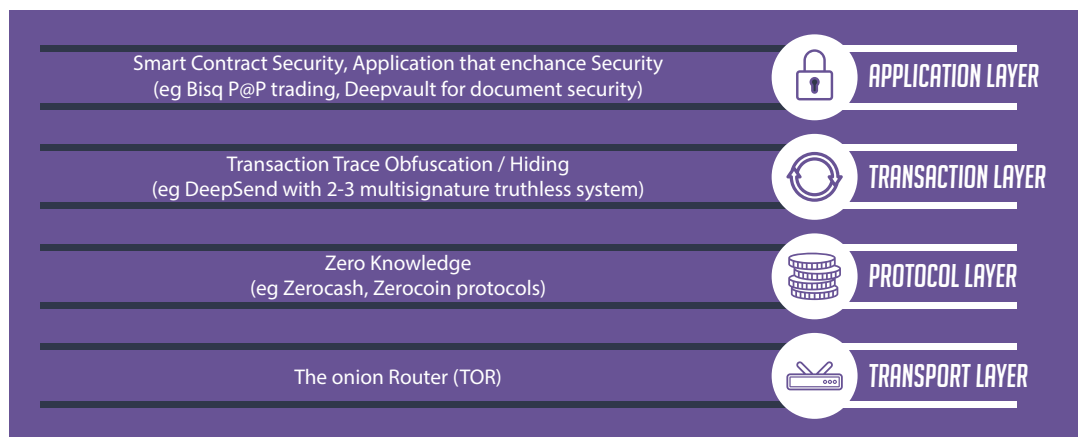 Smart Contract Security, Application that enchance Security
(eg Bisq P@P trading, Deepvault for document security)
APPLICATION LAYER
Transaction Trace Obfuscation / Hiding
(eg DeepSend with 2-3 multisignature truthless system)
TRANSACTION LAYER
Zero Knowledge
(eg Zerocash, Zerocoin protocols)
PROTOCOL LAYER
The onion Router (TOR)
TRANSPORT LAYER